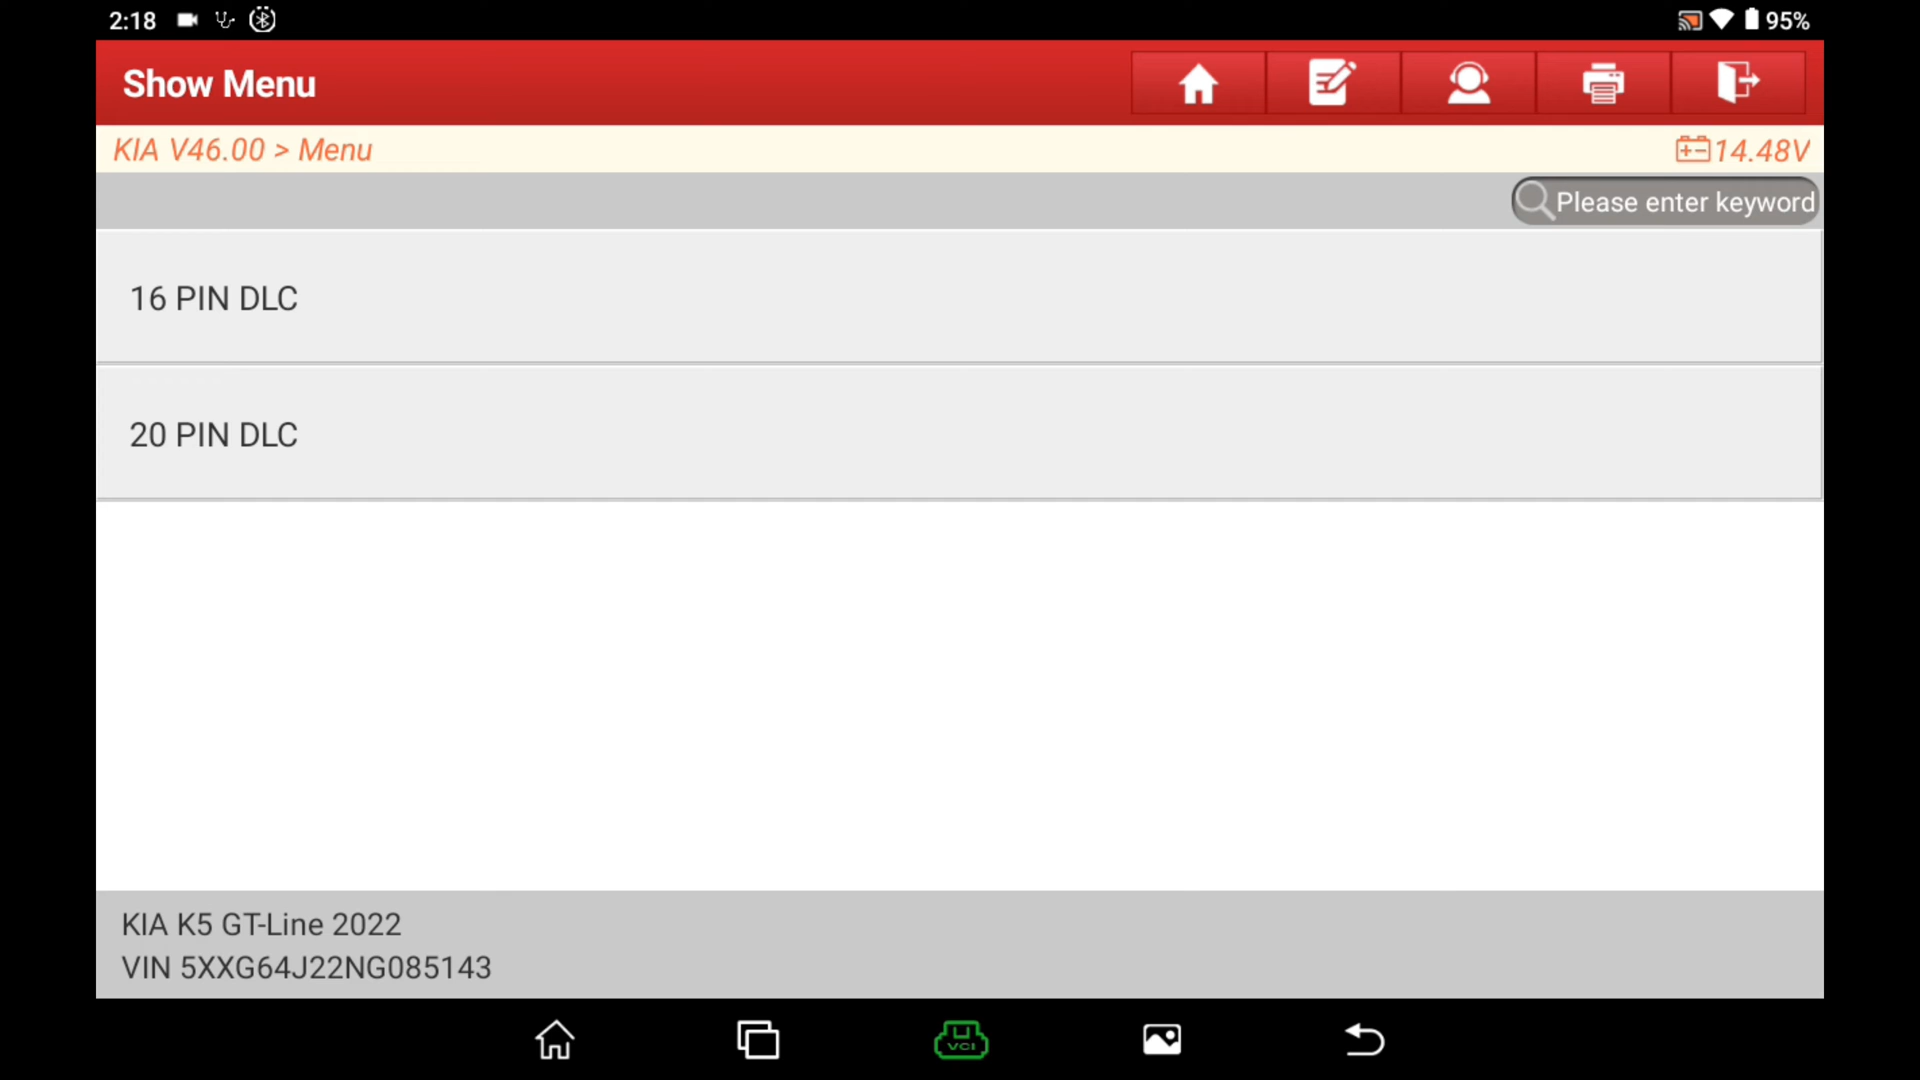 2:18
95%
Show Menu
KIA V46.00 > Menu
14.48V
Please enter keyword
16 PIN DLC
20 PIN DLC
KIA K5 GT-Line 2022
VIN 5XXG64J22NG085143
VCI